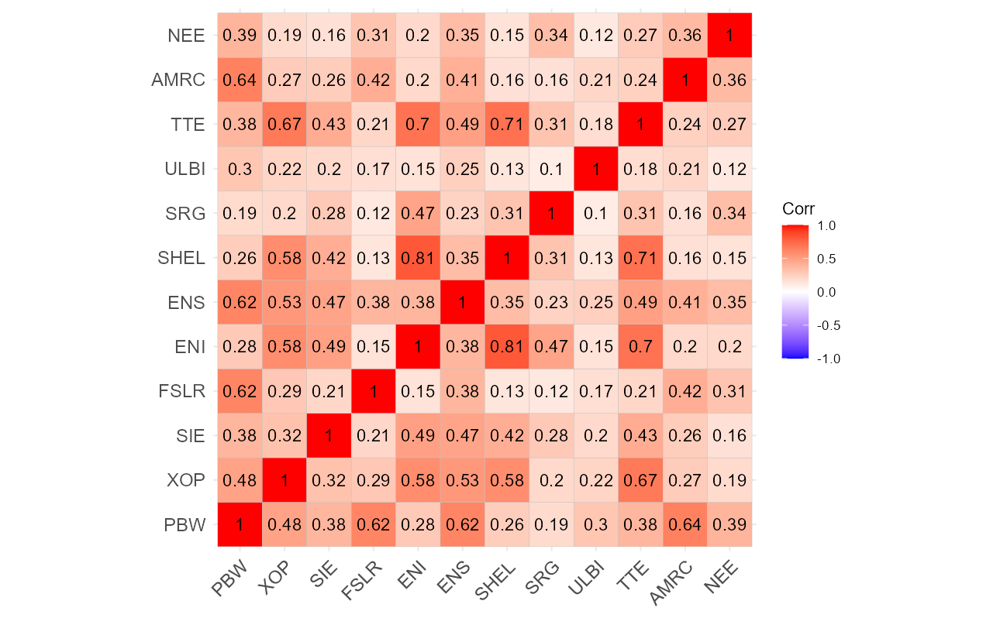 NEE 0.39 0.19 0.16 0.31 0.2 0.35 0.15 0.34 0.12 0.27 0.36 1
AMRC 0.64 0.27 0.26 0.42 0.2 0.41 0.16 0.16 0.21 0.24 1 0.36
TTE 0.38 0.67 0.43 0.21 0.7 0.49 0.71 0.31 0.18 1 0.24 0.27
ULBI 0.3 0.22 0.2 0.17 0.15 0.25 0.13 0.1 1 0.18 0.21 0.12
SRG 0.19 0.2 0.28 0.12 0.47 0.23 0.31 1 0.1 0.31 0.16 0.34
SHEL 0.26 0.58 0.42 0.13 0.81 0.35 1 0.31 0.13 0.71 0.16 0.15
ENS 0.62 0.53 0.47 0.38 0.38 1 0.35 0.23 0.25 0.49 0.41 0.35
ENI 0.28 0.58 0.49 0.15 1 0.38 0.81 0.47 0.15 0.7 0.2 0.2
FSLR 0.62 0.29 0.21 1 0.15 0.38 0.13 0.12 0.17 0.21 0.42 0.31
SIE 0.38 0.32 1 0.21 0.49 0.47 0.42 0.28 0.2 0.43 0.26 0.16
XOP 0.48 1 0.32 0.29 0.58 0.53 0.58 0.2 0.22 0.67 0.27 0.19
PBW 1 0.48 0.38 0.62 0.28 0.62 0.26 0.19 0.3 0.38 0.64 0.39
PBW XOP SIE FSLR ENI ENS SHEL SRG ULBI TTE AMRC NEE
Corr
1.0
0.5
0.0
-0.5
-1.0